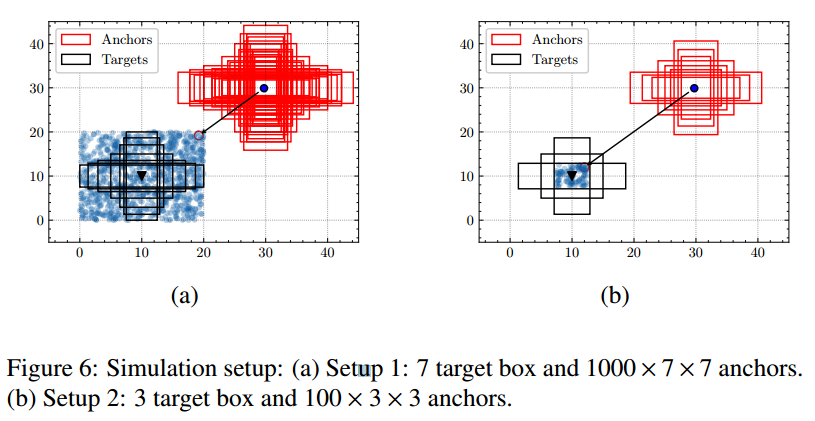 Anchors
Targets
40
30
20
10
0
0
10
20
30
40
(a)
Anchors
Targets
40
30
20
10
0
0
10
20
30
40
(b)
Figure 6: Simulation setup: (a) Setup 1: 7 target box and 1000 × 7 × 7 anchors.
(b) Setup 2: 3 target box and 100 × 3 × 3 anchors.